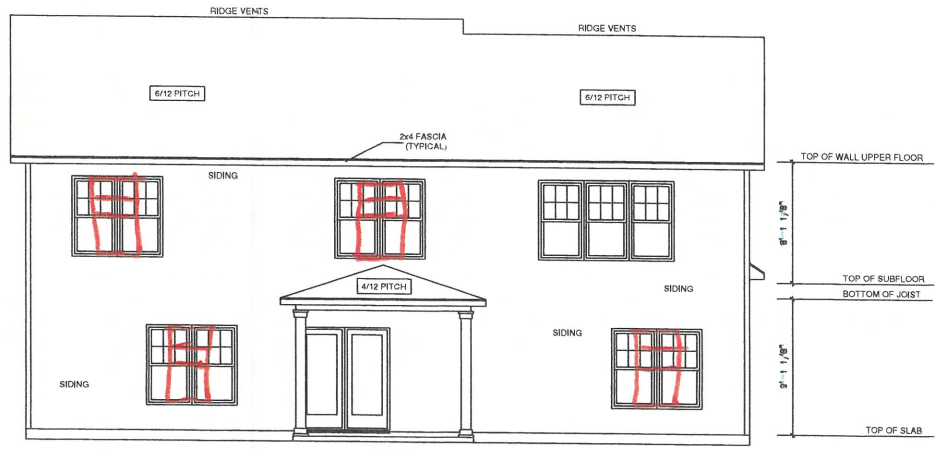 RIDGE VENTS
RIDGE VENTS
6/12 PITCH
6/12 PITCH
2x4 FASCIA
(TYPICAL)
TOP OF WALL UPPER FLOOR
SIDING
8'-1 1/8"
TOP OF SUBFLOOR
4/12 PITCH
SIDING
BOTTOM OF JOIST
SIDING
9'-1 1/8"
SIDING
TOP OF SLAB